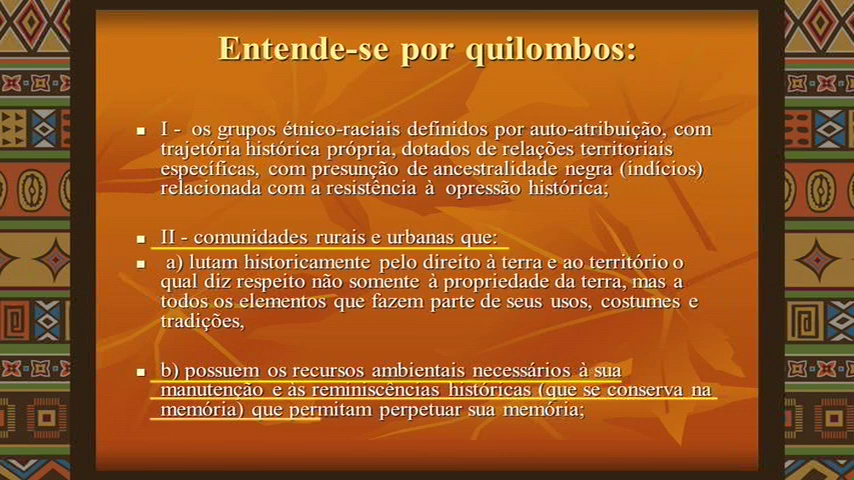 Entende-se por quilombos:
I - os grupos étnico-raciais definidos por auto-atribuição, com
trajetória histórica própria, dotados de relações territoriais
específicas, com presunção de ancestralidade negra (indícios)
relacionada com a resistência à opressão histórica;
II - comunidades rurais e urbanas que:
a) lutam historicamente pelo direito à terra e ao território o
qual diz respeito não somente à propriedade da terra, mas a
todos os elementos que fazem parte de seus usos, costumes e
tradições,
b) possuem os recursos ambientais necessários à sua
manutenção e às reminiscências históricas (que se conserva na
memória) que permitam perpetuar sua memória;